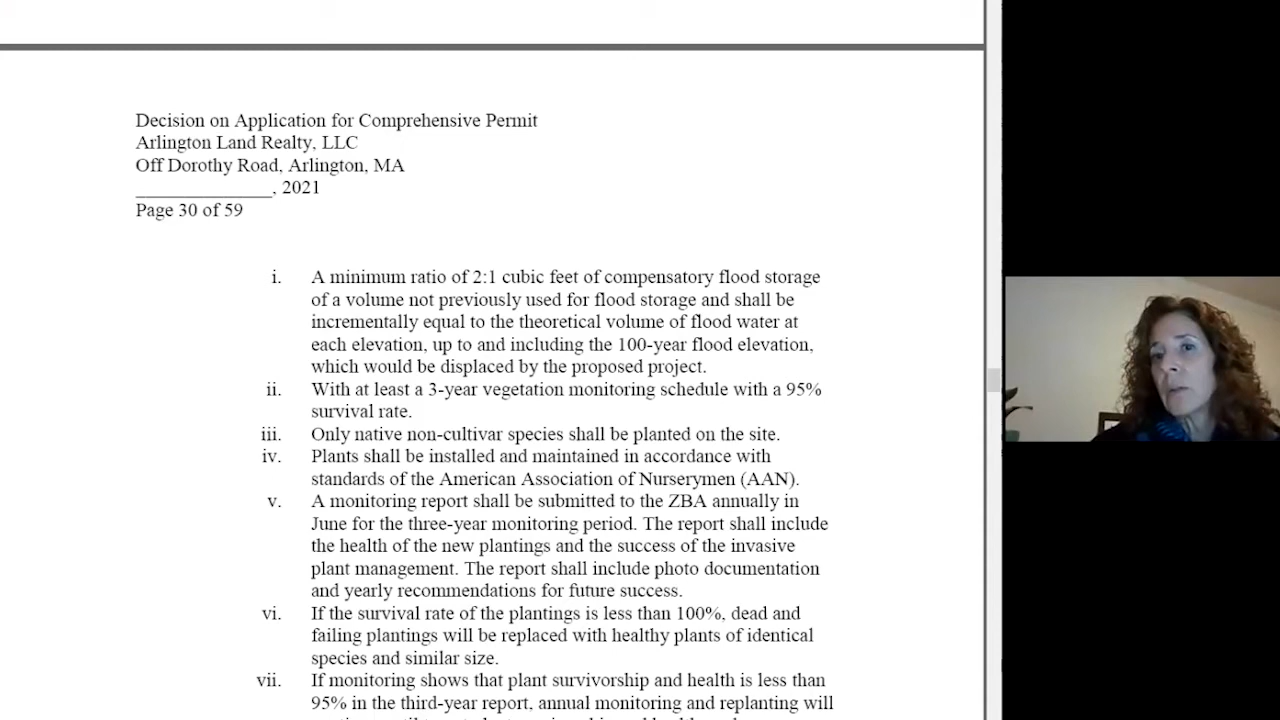 Decision on Application for Comprehensive Permit
Arlington Land Realty, LLC
Off Dorothy Road, Arlington, MA
______________, 2021
Page 30 of 59
i. A minimum ratio of 2:1 cubic feet of compensatory flood storage
of a volume not previously used for flood storage and shall be
incrementally equal to the theoretical volume of flood water at
each elevation, up to and including the 100-year flood elevation,
which would be displaced by the proposed project.
ii. With at least a 3-year vegetation monitoring schedule with a 95%
survival rate.
iii. Only native non-cultivar species shall be planted on the site.
iv. Plants shall be installed and maintained in accordance with
standards of the American Association of Nurserymen (AAN).
v. A monitoring report shall be submitted to the ZBA annually in
June for the three-year monitoring period. The report shall include
the health of the new plantings and the success of the invasive
plant management. The report shall include photo documentation
and yearly recommendations for future success.
vi. If the survival rate of the plantings is less than 100%, dead and
failing plantings will be replaced with healthy plants of identical
species and similar size.
vii. If monitoring shows that plant survivorship and health is less than
95% in the third-year report, annual monitoring and replanting will